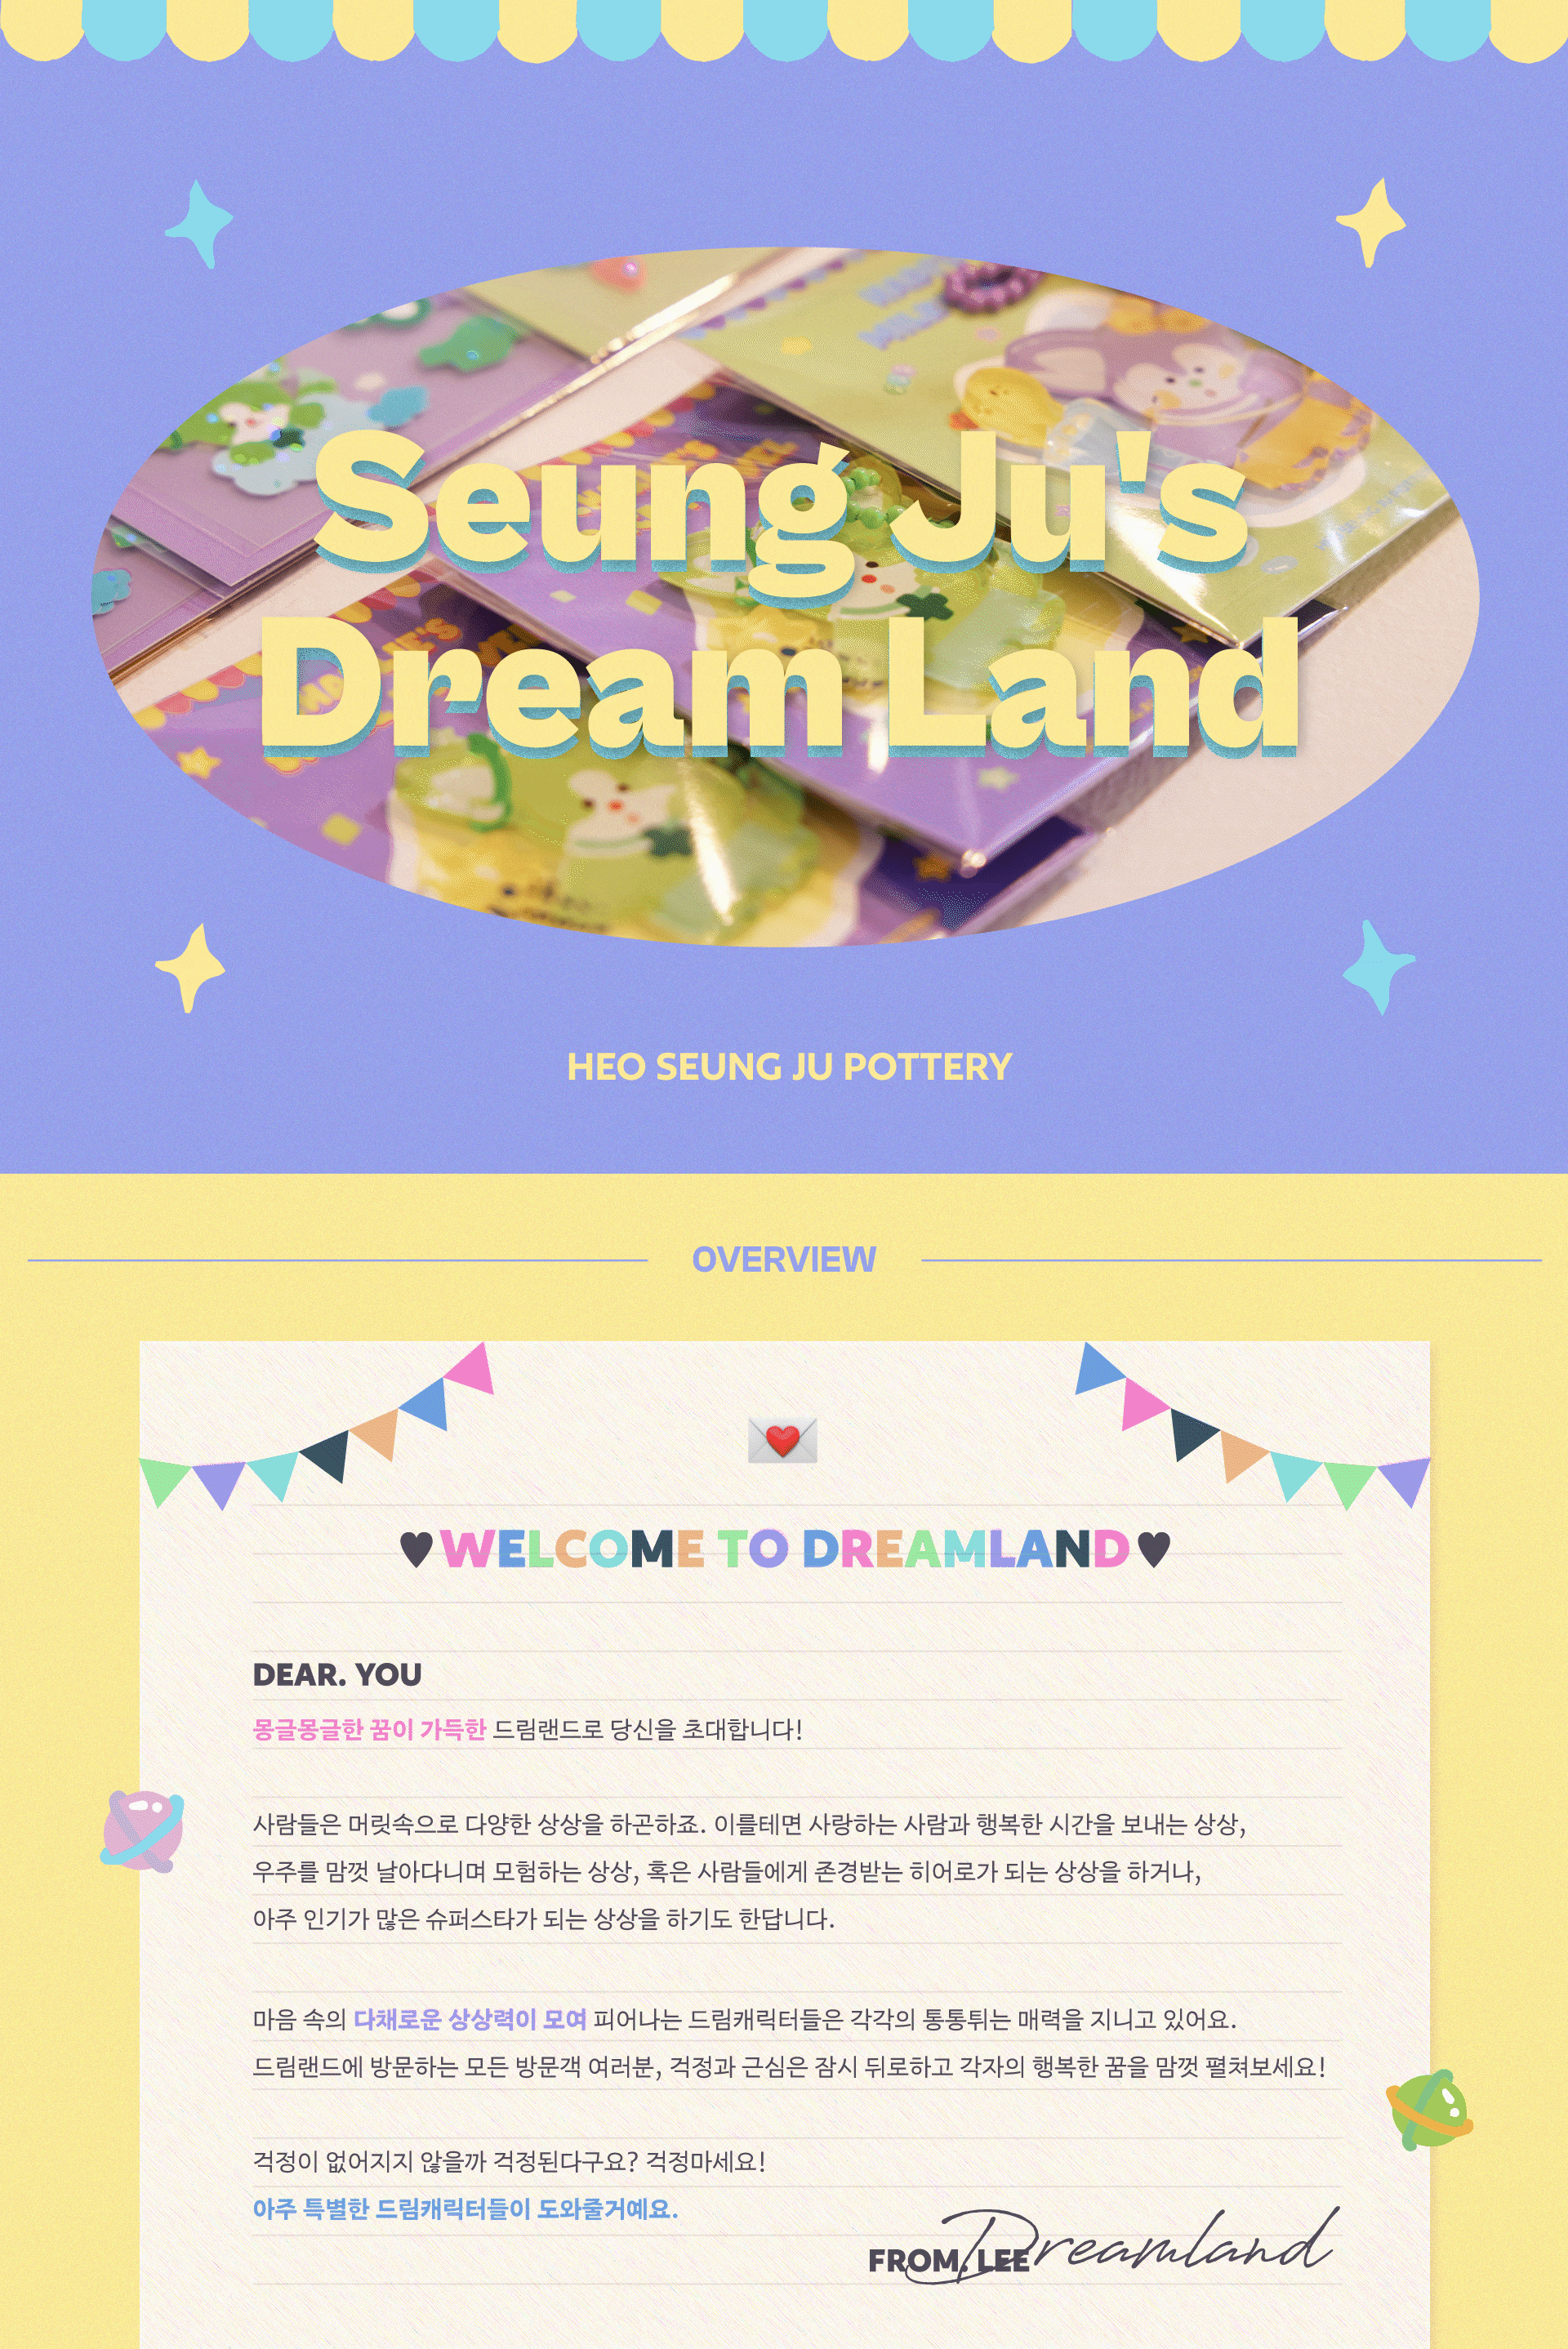 Seung Ju's
Dream Land
HEO SEUNG JU POTTERY
OVERVIEW
♥WELCOME TO DREAMLAND♥
DEAR. YOU
몽글몽글한 꿈이 가득한 드림랜드로 당신을 초대합니다!
사람들은 머릿속으로 다양한 상상을 하곤하죠. 이를테면 사랑하는 사람과 행복한 시간을 보내는 상상,
우주를 맘껏 날아다니며 모험하는 상상, 혹은 사람들에게 존경받는 히어로가 되는 상상을 하거나,
아주 인기가 많은 슈퍼스타가 되는 상상을 하기도 한답니다.
마음 속의 다채로운 상상력이 모여 피어나는 드림캐릭터들은 각각의 통통튀는 매력을 지니고 있어요.
드림랜드에 방문하는 모든 방문객 여러분, 걱정과 근심은 잠시 뒤로하고 각자의 행복한 꿈을 맘껏 펼쳐보세요!
걱정이 없어지지 않을까 걱정된다구요? 걱정마세요!
아주 특별한 드림캐릭터들이 도와줄거예요.
FROM. LEE Dreamland